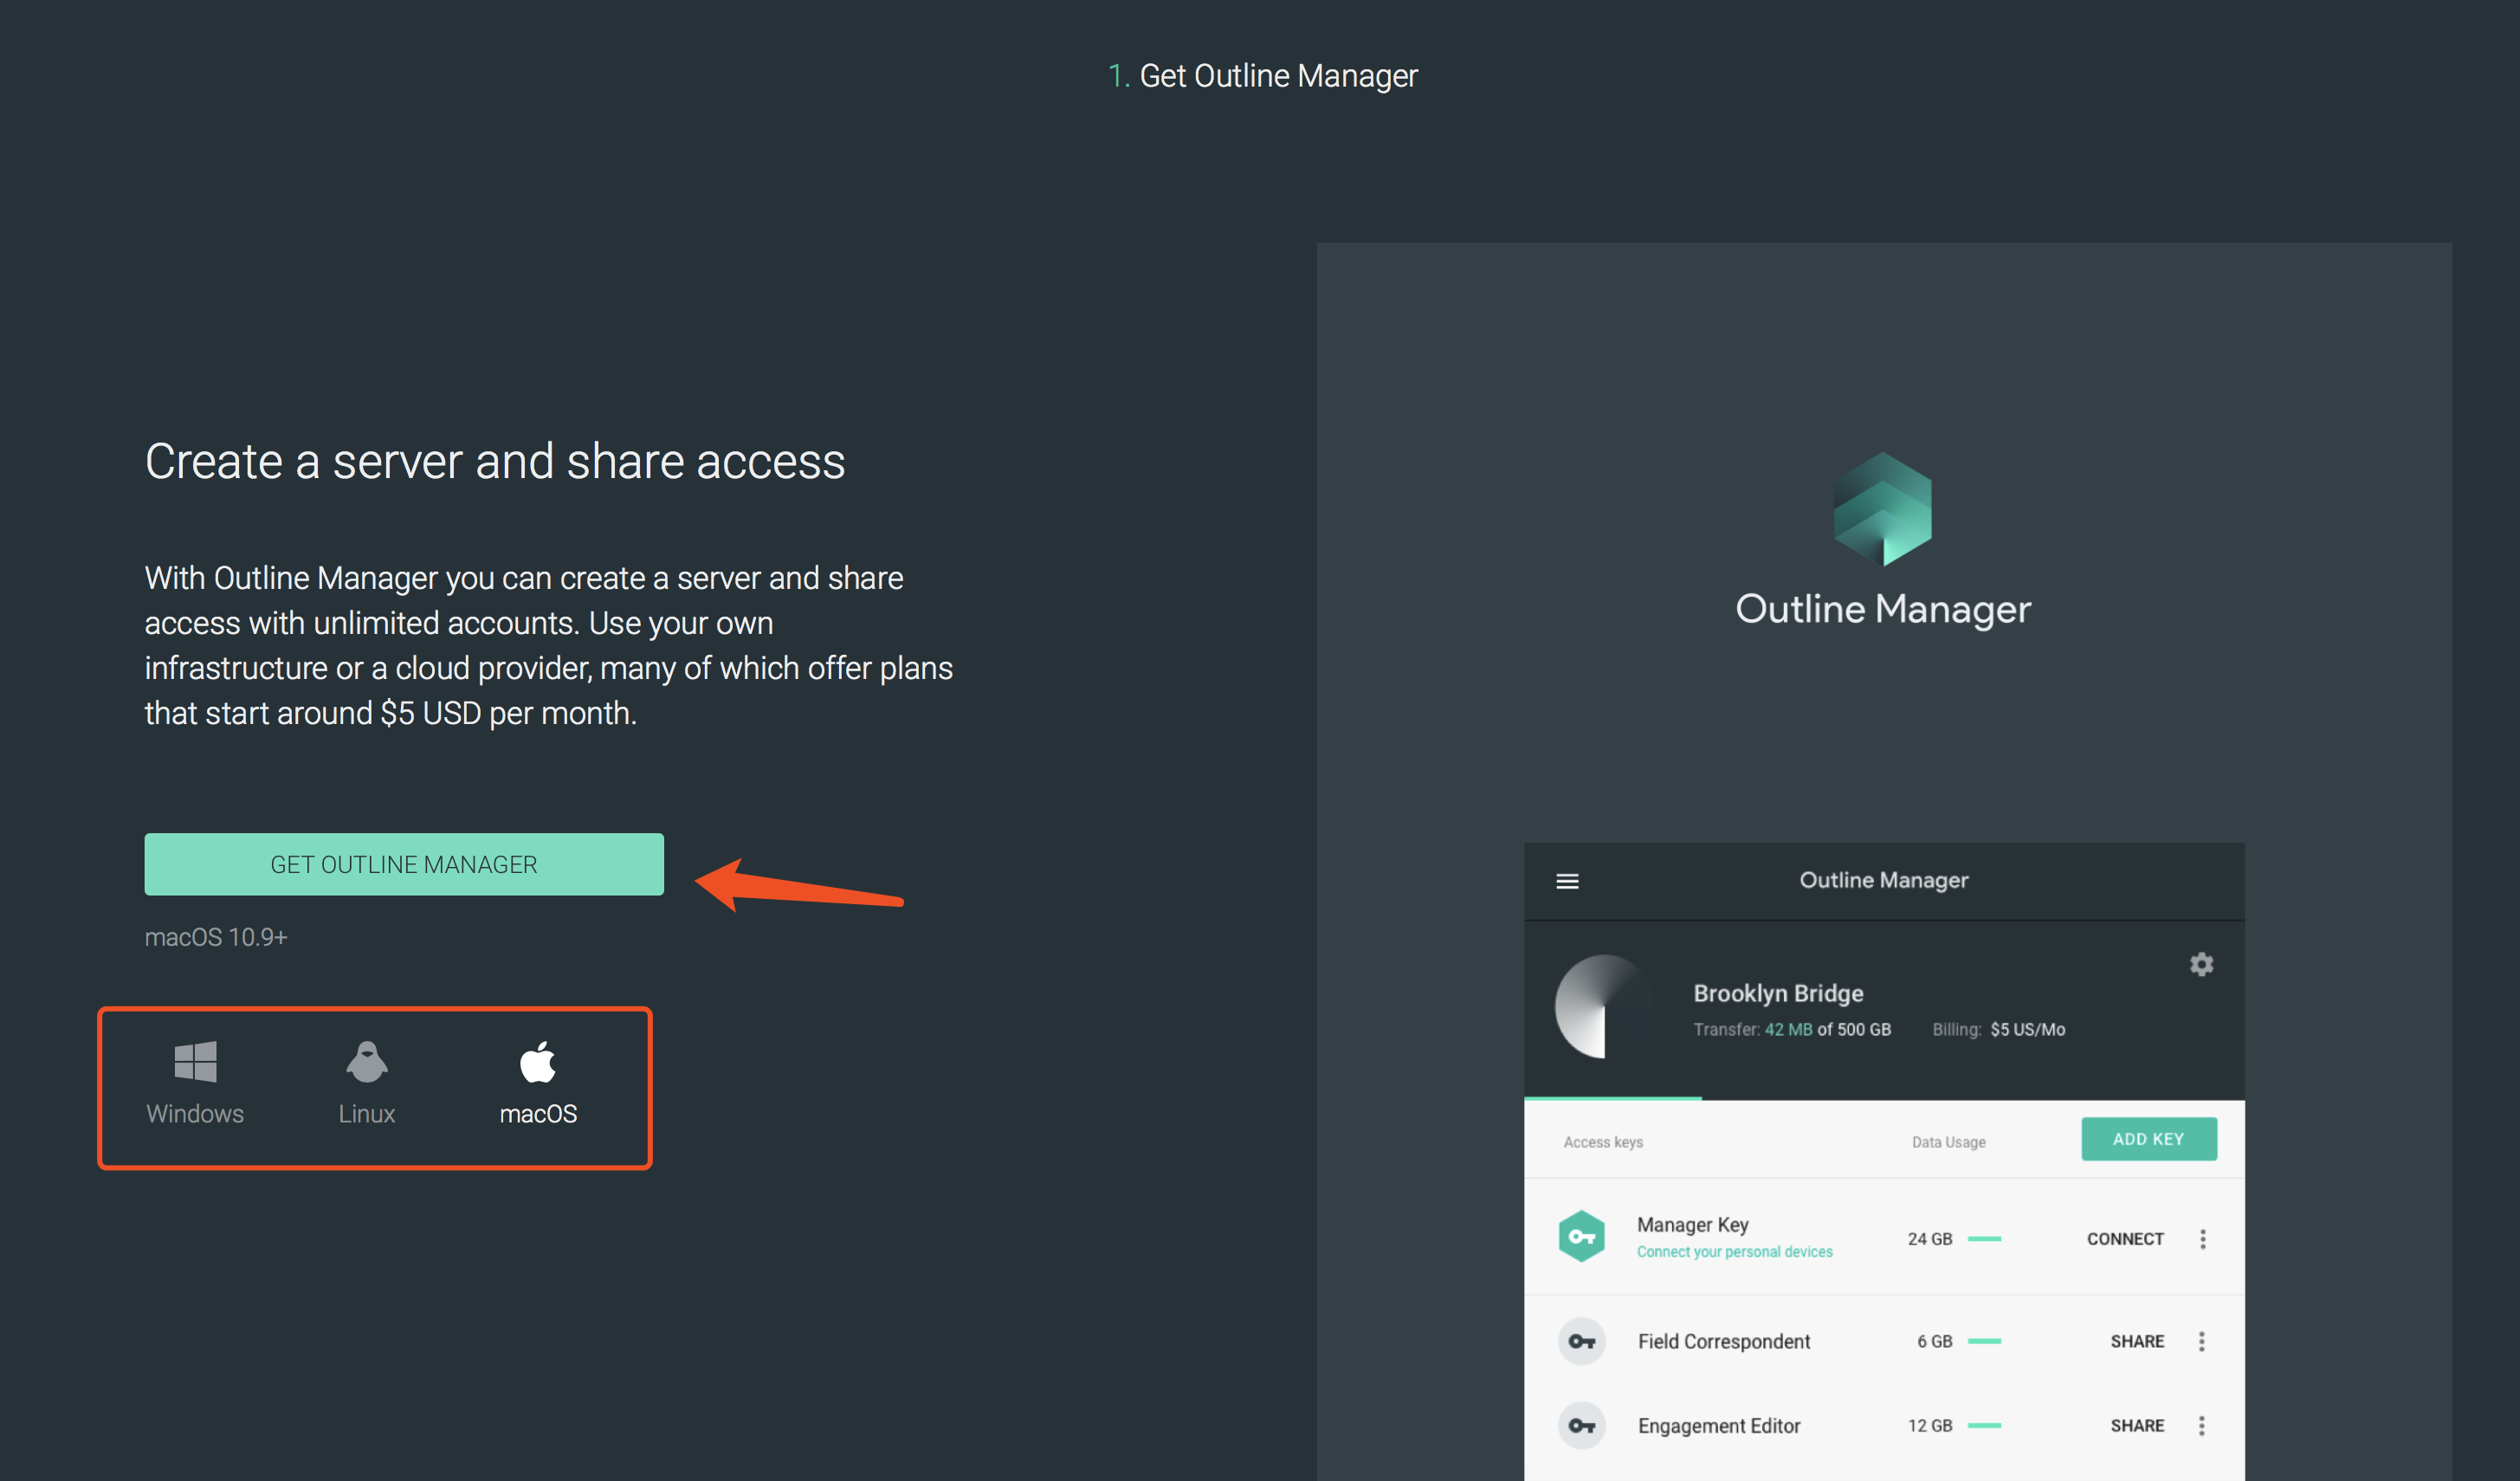 1. Get Outline Manager
Create a server and share access
With Outline Manager you can create a server and share
access with unlimited accounts. Use your own
infrastructure or a cloud provider, many of which offer plans
that start around $5 USD per month.
GET OUTLINE MANAGER
macOS 10.9+
Windows
Linux
macOS
Outline Manager
Outline Manager
Brooklyn Bridge
Transfer: 42 MB of 500 GB Billing: $5 US/Mo
Access keys Data Usage ADD KEY
Manager Key
Connect your personal devices
24 GB CONNECT
Field Correspondent 6 GB SHARE
Engagement Editor 12 GB SHARE